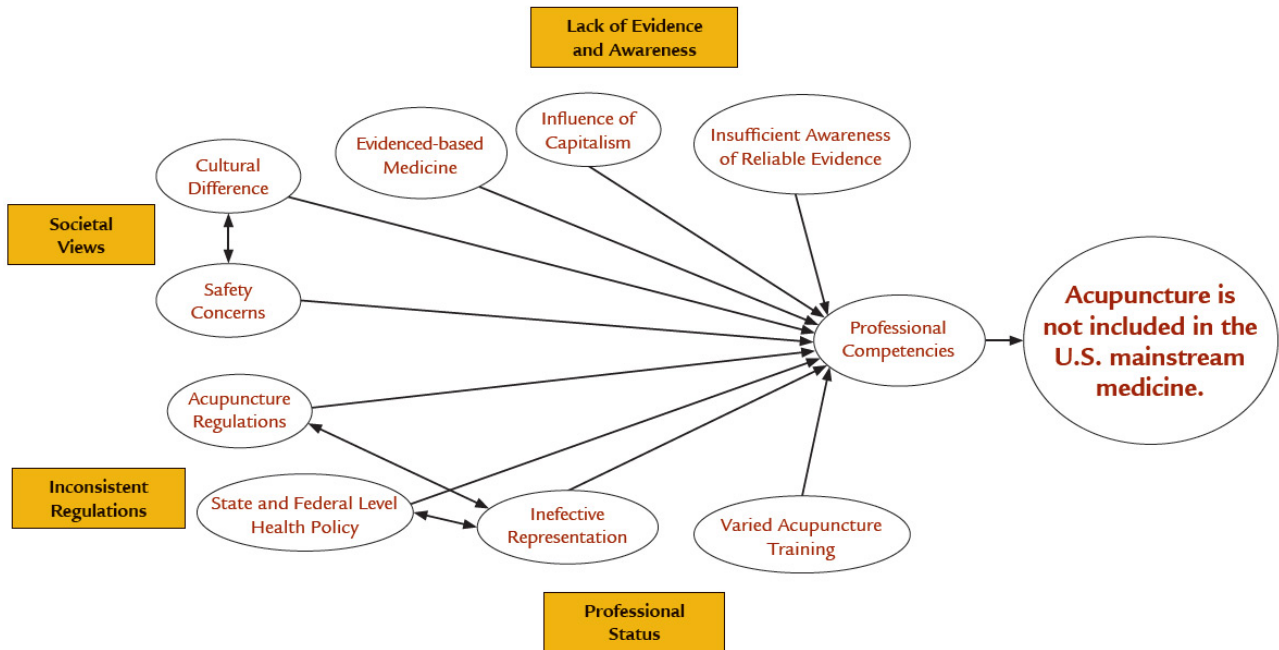 Lack of Evidence
and Awareness
Influence of
Capitalism
Evidenced-based
Medicine
Insufficient Awareness
of Reliable Evidence
Cultural
Difference
Societal
Views
Safety
Concerns
Professional
Competencies
Acupuncture is
not included in the
U.S. mainstream
medicine.
Acupuncture
Regulations
Inconsistent
Regulations
State and Federal Level
Health Policy
Inefective
Representation
Varied Acupuncture
Training
Professional
Status